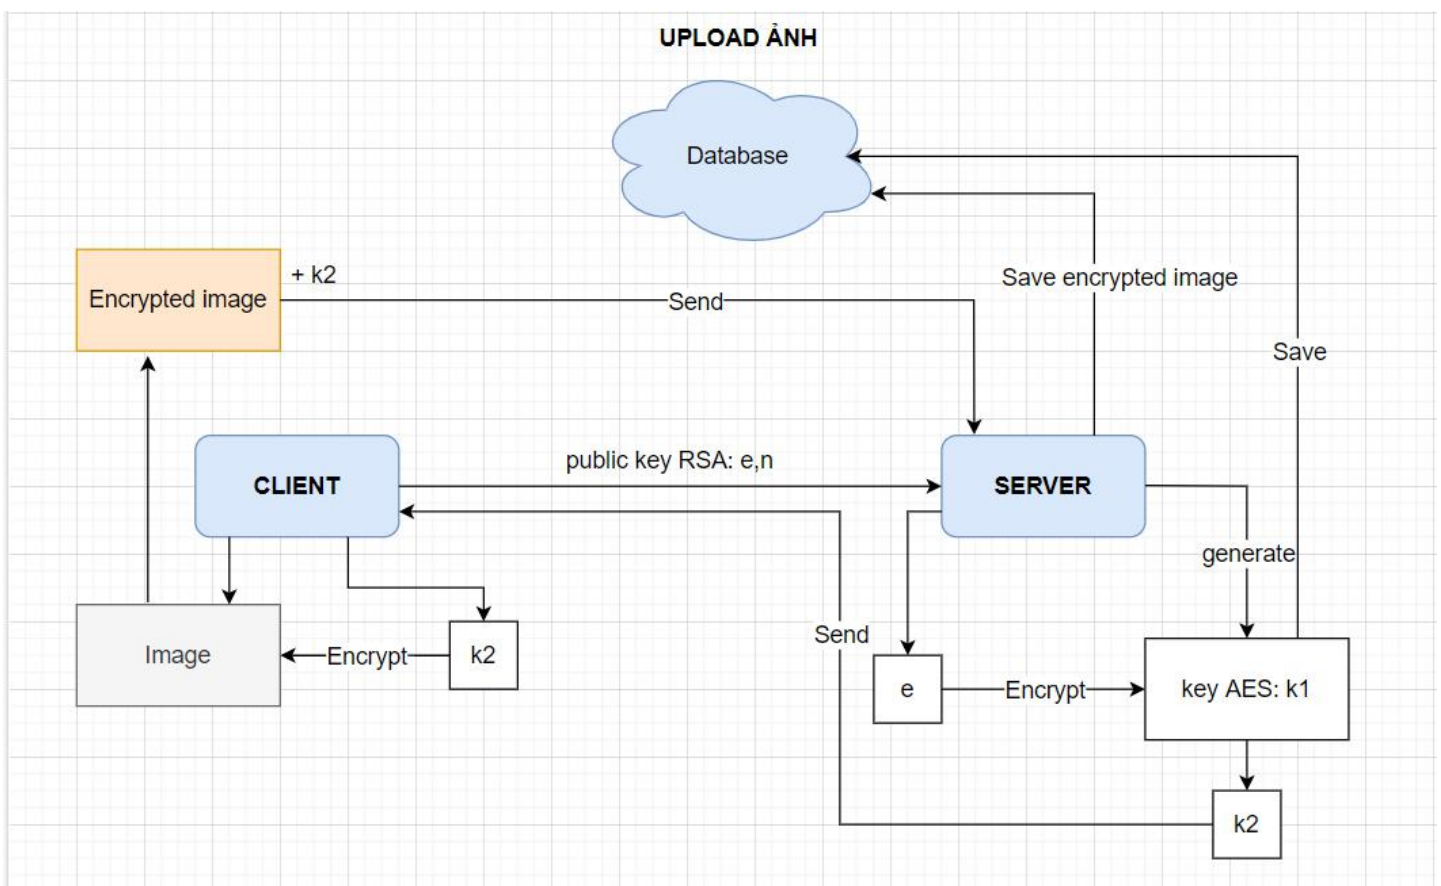 UPLOAD ẢNH
Database
+ k2
Encrypted image
Send
Save encrypted image
Save
public key RSA: e,n
CLIENT
SERVER
generate
Send
Image
Encrypt
k2
e
Encrypt
key AES: k1
k2